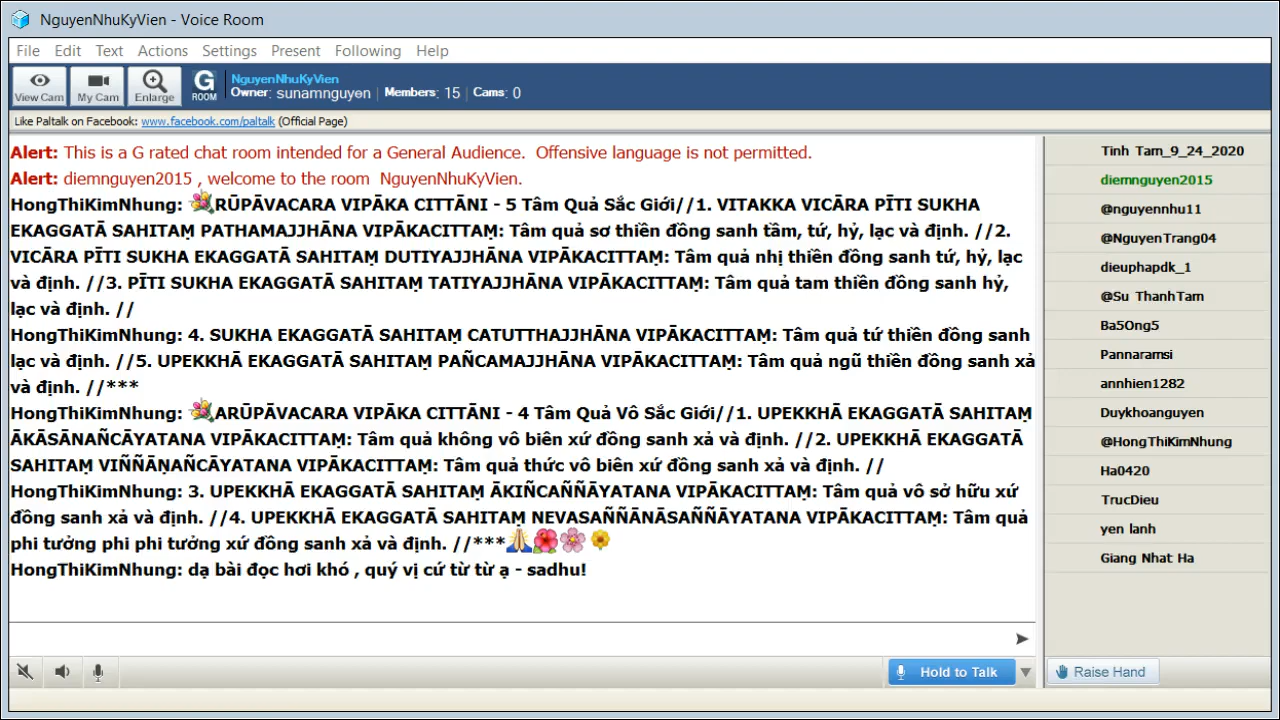 NguyenNhuKyVien - Voice Room
File Edit Text Actions Settings Present Following Help
View Cam My Cam Enlarge G ROOM
NguyenNhuKyVien
Owner: sunamnguyen | Members: 15 | Cams: 0
Like Paltalk on Facebook: www.facebook.com/paltalk (Official Page)
Alert: This is a G rated chat room intended for a General Audience. Offensive language is not permitted.
Alert: diemnguyen2015 , welcome to the room NguyenNhuKyVien.
HongThiKimNhung: RŪPĀVACARA VIPĀKA CITTĀNI - 5 Tâm Quả Sắc Giới//1. VITAKKA VICĀRA PĪTI SUKHA
EKAGGATĀ SAHITAṂ PATHAMAJJHĀNA VIPĀKACITTAṂ: Tâm quả sơ thiền đồng sanh tầm, tứ, hỷ, lạc và định. //2.
VICĀRA PĪTI SUKHA EKAGGATĀ SAHITAṂ DUTIYAJJHĀNA VIPĀKACITTAṂ: Tâm quả nhị thiền đồng sanh tứ, hỷ, lạc
và định. //3. PĪTI SUKHA EKAGGATĀ SAHITAṂ TATIYAJJHĀNA VIPĀKACITTAṂ: Tâm quả tam thiền đồng sanh hỷ,
lạc và định. //
HongThiKimNhung: 4. SUKHA EKAGGATĀ SAHITAṂ CATUTTHAJJHĀNA VIPĀKACITTAṂ: Tâm quả tứ thiền đồng sanh
lạc và định. //5. UPEKKHĀ EKAGGATĀ SAHITAṂ PAÑCAMAJJHĀNA VIPĀKACITTAṂ: Tâm quả ngũ thiền đồng sanh xả
và định. //***
HongThiKimNhung: ARŪPĀVACARA VIPĀKA CITTĀNI - 4 Tâm Quả Vô Sắc Giới//1. UPEKKHĀ EKAGGATĀ SAHITAṂ
ĀKĀSĀNAÑCĀYATANA VIPĀKACITTAṂ: Tâm quả không vô biên xứ đồng sanh xả và định. //2. UPEKKHĀ EKAGGATĀ
SAHITAṂ VIÑÑĀṆAÑCĀYATANA VIPĀKACITTAṂ: Tâm quả thức vô biên xứ đồng sanh xả và định. //
HongThiKimNhung: 3. UPEKKHĀ EKAGGATĀ SAHITAṂ ĀKIÑCAÑÑĀYATANA VIPĀKACITTAṂ: Tâm quả vô sở hữu xứ
đồng sanh xả và định. //4. UPEKKHĀ EKAGGATĀ SAHITAṂ NEVASAÑÑĀNĀSAÑÑĀYATANA VIPĀKACITTAṂ: Tâm quả
phi tưởng phi phi tưởng xứ đồng sanh xả và định. //***
HongThiKimNhung: dạ bài đọc hơi khó , quý vị cứ từ từ ạ - sadhu!
Hold to Talk
Tinh Tam_9_24_2020
diemnguyen2015
@nguyennhu11
@NguyenTrang04
dieuphapdk_1
@Su ThanhTam
Ba5Ong5
Pannaramsi
annhien1282
Duykhoanguyen
@HongThiKimNhung
Ha0420
TrucDieu
yen lanh
Giang Nhat Ha
Raise Hand